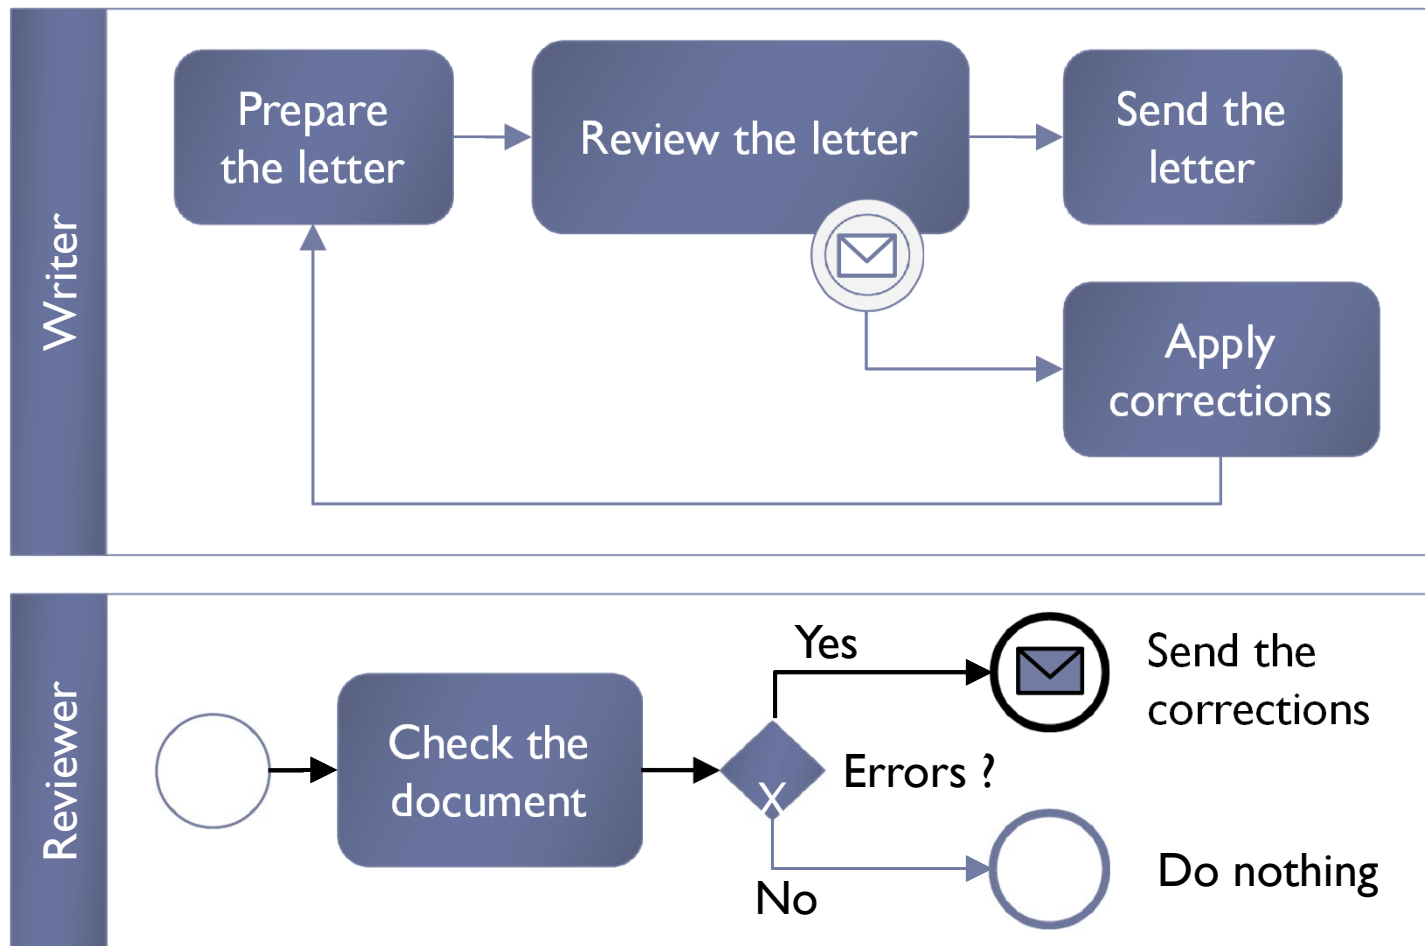 Writer
Prepare
the letter
Review the letter
Send the
letter
Apply
corrections
Reviewer
Check the
document
X
Errors ?
Yes
Send the
corrections
No
Do nothing